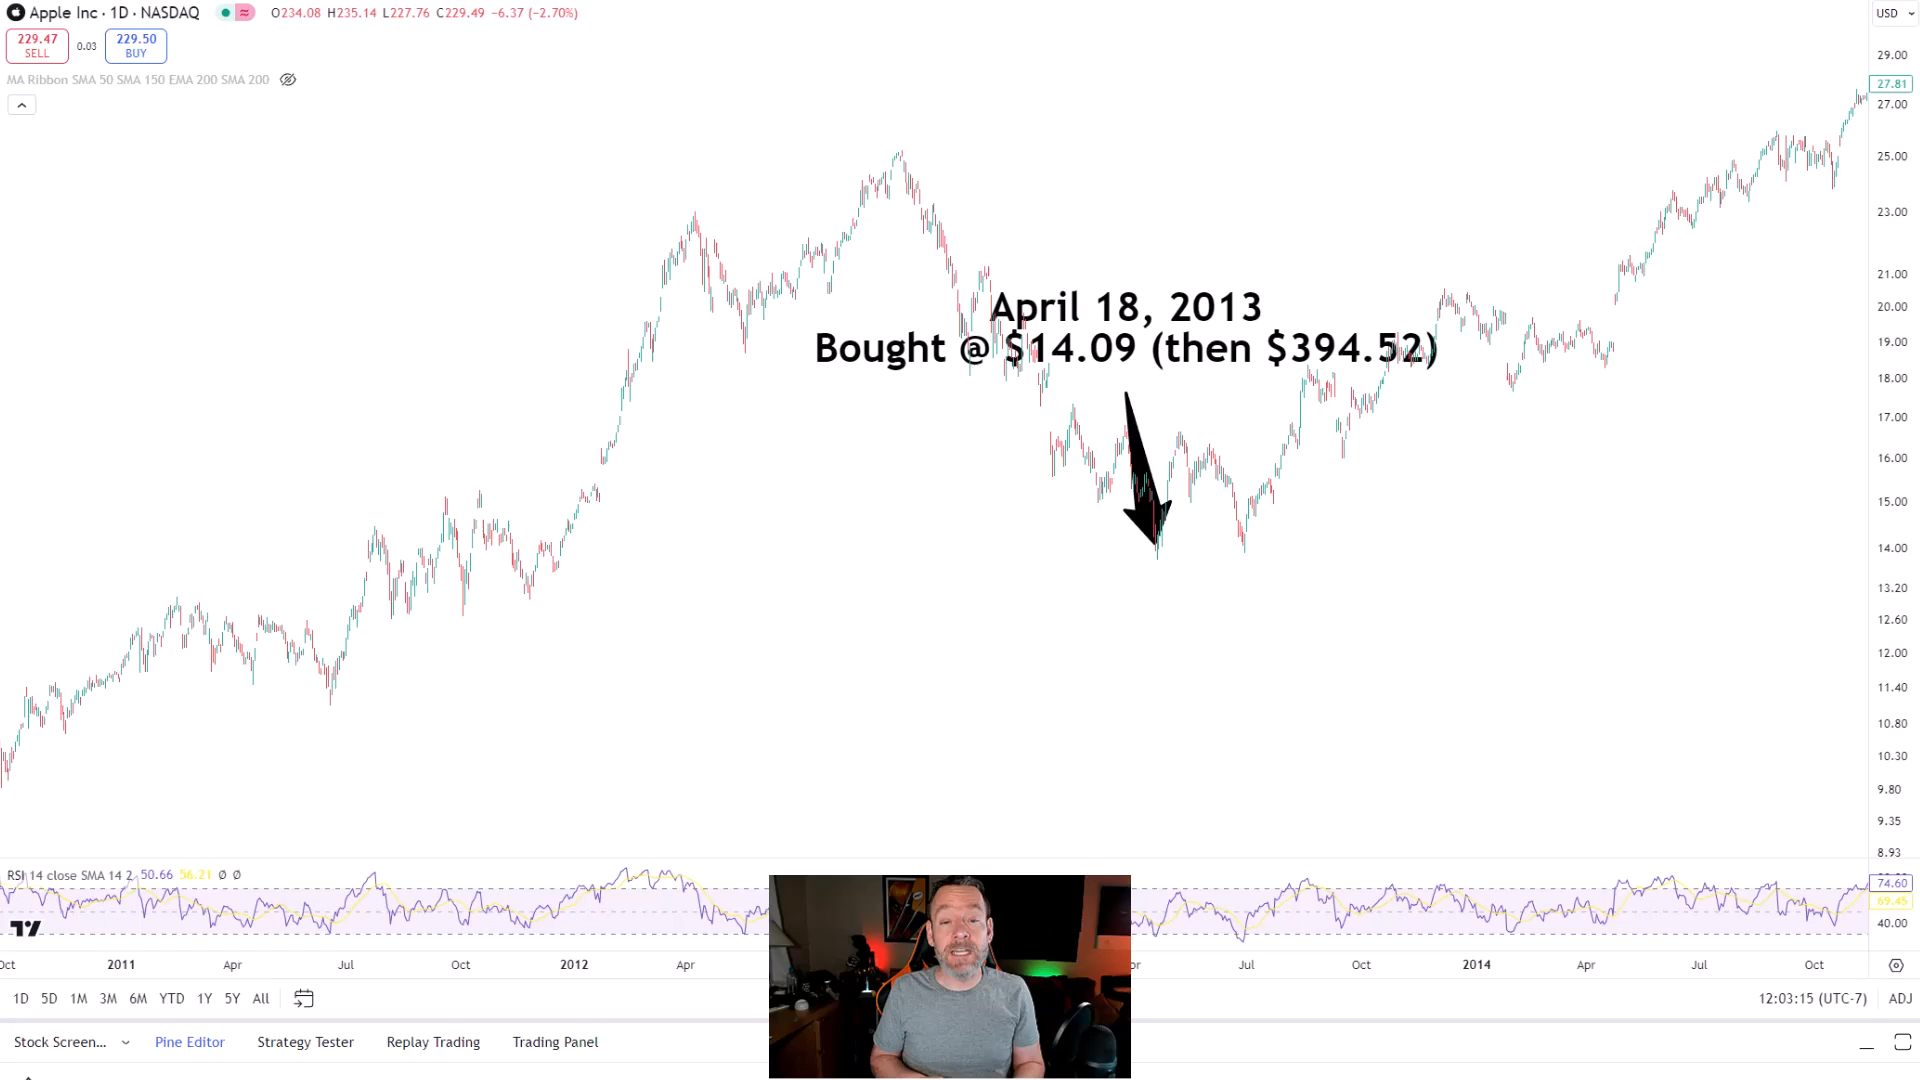 Apple Inc · 1D · NASDAQ
≈
O234.08 H235.14 L227.76 C229.49 −6.37 (−2.70%)
USD
229.47
SELL
0.03
229.50
BUY
MA Ribbon SMA 50 SMA 150 EMA 200 SMA 200
29.00
27.81
27.00
25.00
23.00
21.00
20.00
19.00
18.00
17.00
16.00
15.00
14.00
13.20
12.60
12.00
11.40
10.80
10.30
9.80
9.35
8.93
April 18, 2013
Bought @ $14.09 (then $394.52)
RSI 14 close SMA 14 2 50.66 56.21 Ø Ø
74.60
69.45
40.00
Oct 2011 Apr Jul Oct 2012 Apr Jul Oct 2014 Apr Jul Oct
1D 5D 1M 3M 6M YTD 1Y 5Y All
12:03:15 (UTC-7) ADJ
Stock Screen... Pine Editor Strategy Tester Replay Trading Trading Panel